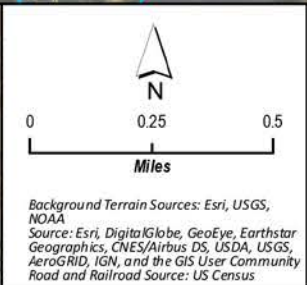 N
0 0.25 0.5
Miles
Background Terrain Sources: Esri, USGS,
NOAA
Source: Esri, DigitalGlobe, GeoEye, Earthstar
Geographics, CNES/Airbus DS, USDA, USGS,
AeroGRID, IGN, and the GIS User Community
Road and Railroad Source: US Census